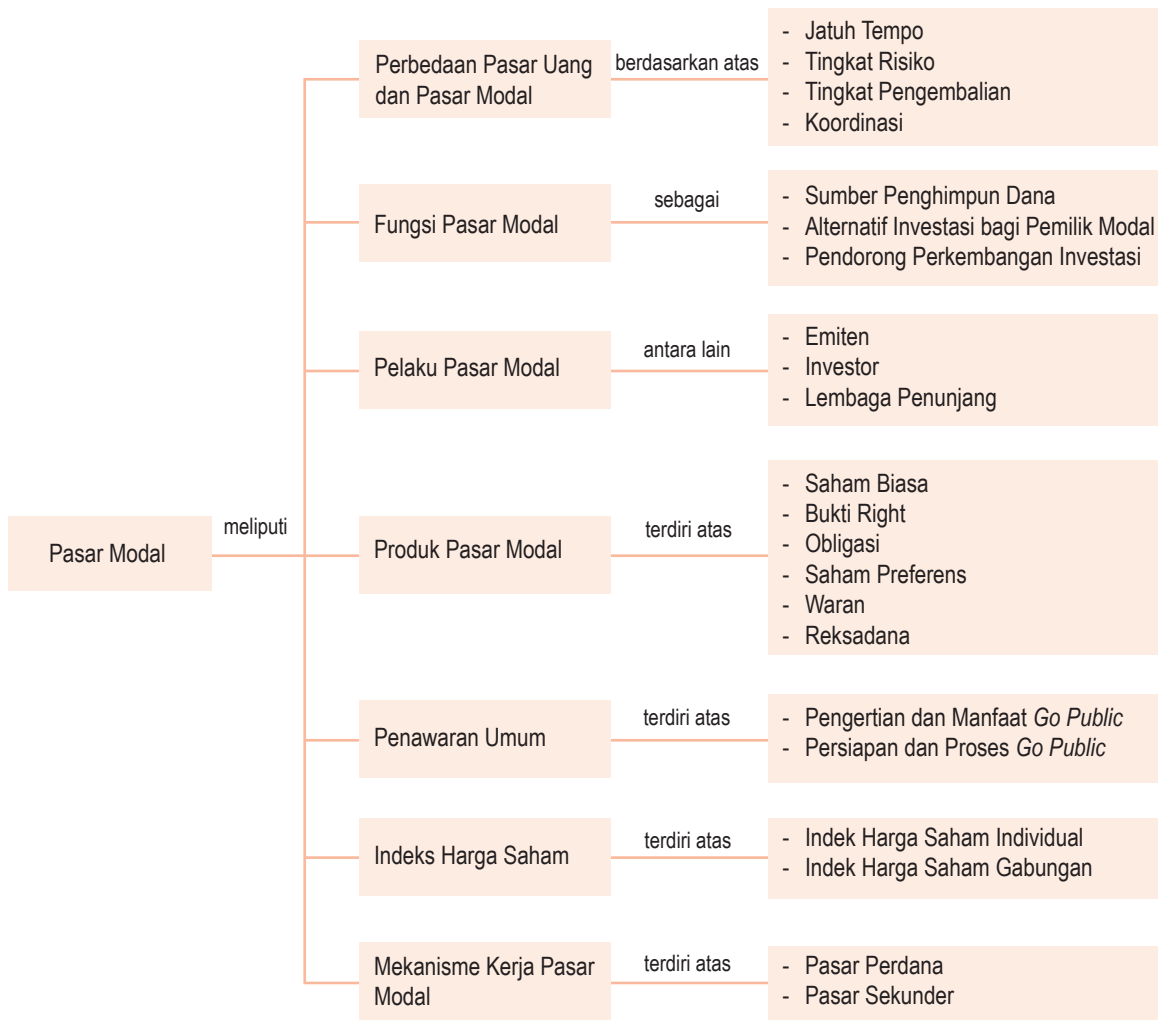 Pasar Modal
meliputi
Perbedaan Pasar Uang
dan Pasar Modal
berdasarkan atas
- Jatuh Tempo
- Tingkat Risiko
- Tingkat Pengembalian
- Koordinasi
Fungsi Pasar Modal
sebagai
- Sumber Penghimpun Dana
- Alternatif Investasi bagi Pemilik Modal
- Pendorong Perkembangan Investasi
Pelaku Pasar Modal
antara lain
- Emiten
- Investor
- Lembaga Penunjang
Produk Pasar Modal
terdiri atas
- Saham Biasa
- Bukti Right
- Obligasi
- Saham Preferens
- Waran
- Reksadana
Penawaran Umum
terdiri atas
- Pengertian dan Manfaat Go Public
- Persiapan dan Proses Go Public
Indeks Harga Saham
terdiri atas
- Indek Harga Saham Individual
- Indek Harga Saham Gabungan
Mekanisme Kerja Pasar
Modal
terdiri atas
- Pasar Perdana
- Pasar Sekunder